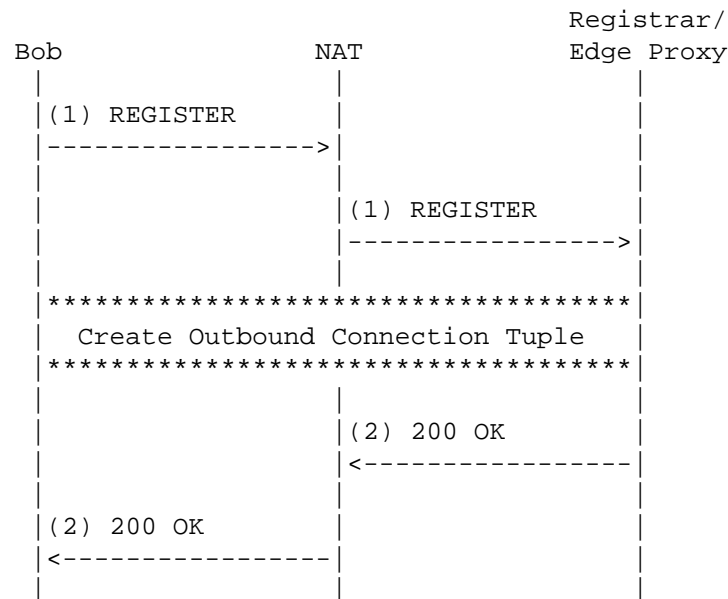 Registrar/
Bob NAT Edge Proxy
(1) REGISTER
(1) REGISTER
Create Outbound Connection Tuple
(2) 200 OK
(2) 200 OK